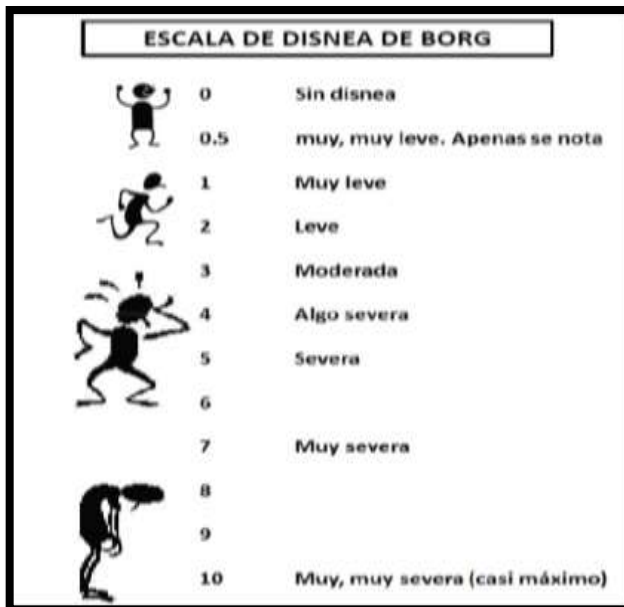 ESCALA DE DISNEA DE BORG
0 Sin disnea
0.5 muy, muy leve. Apenas se nota
1 Muy leve
2 Leve
3 Moderada
4 Algo severa
5 Severa
6
7 Muy severa
8
9
10 Muy, muy severa (casi máximo)